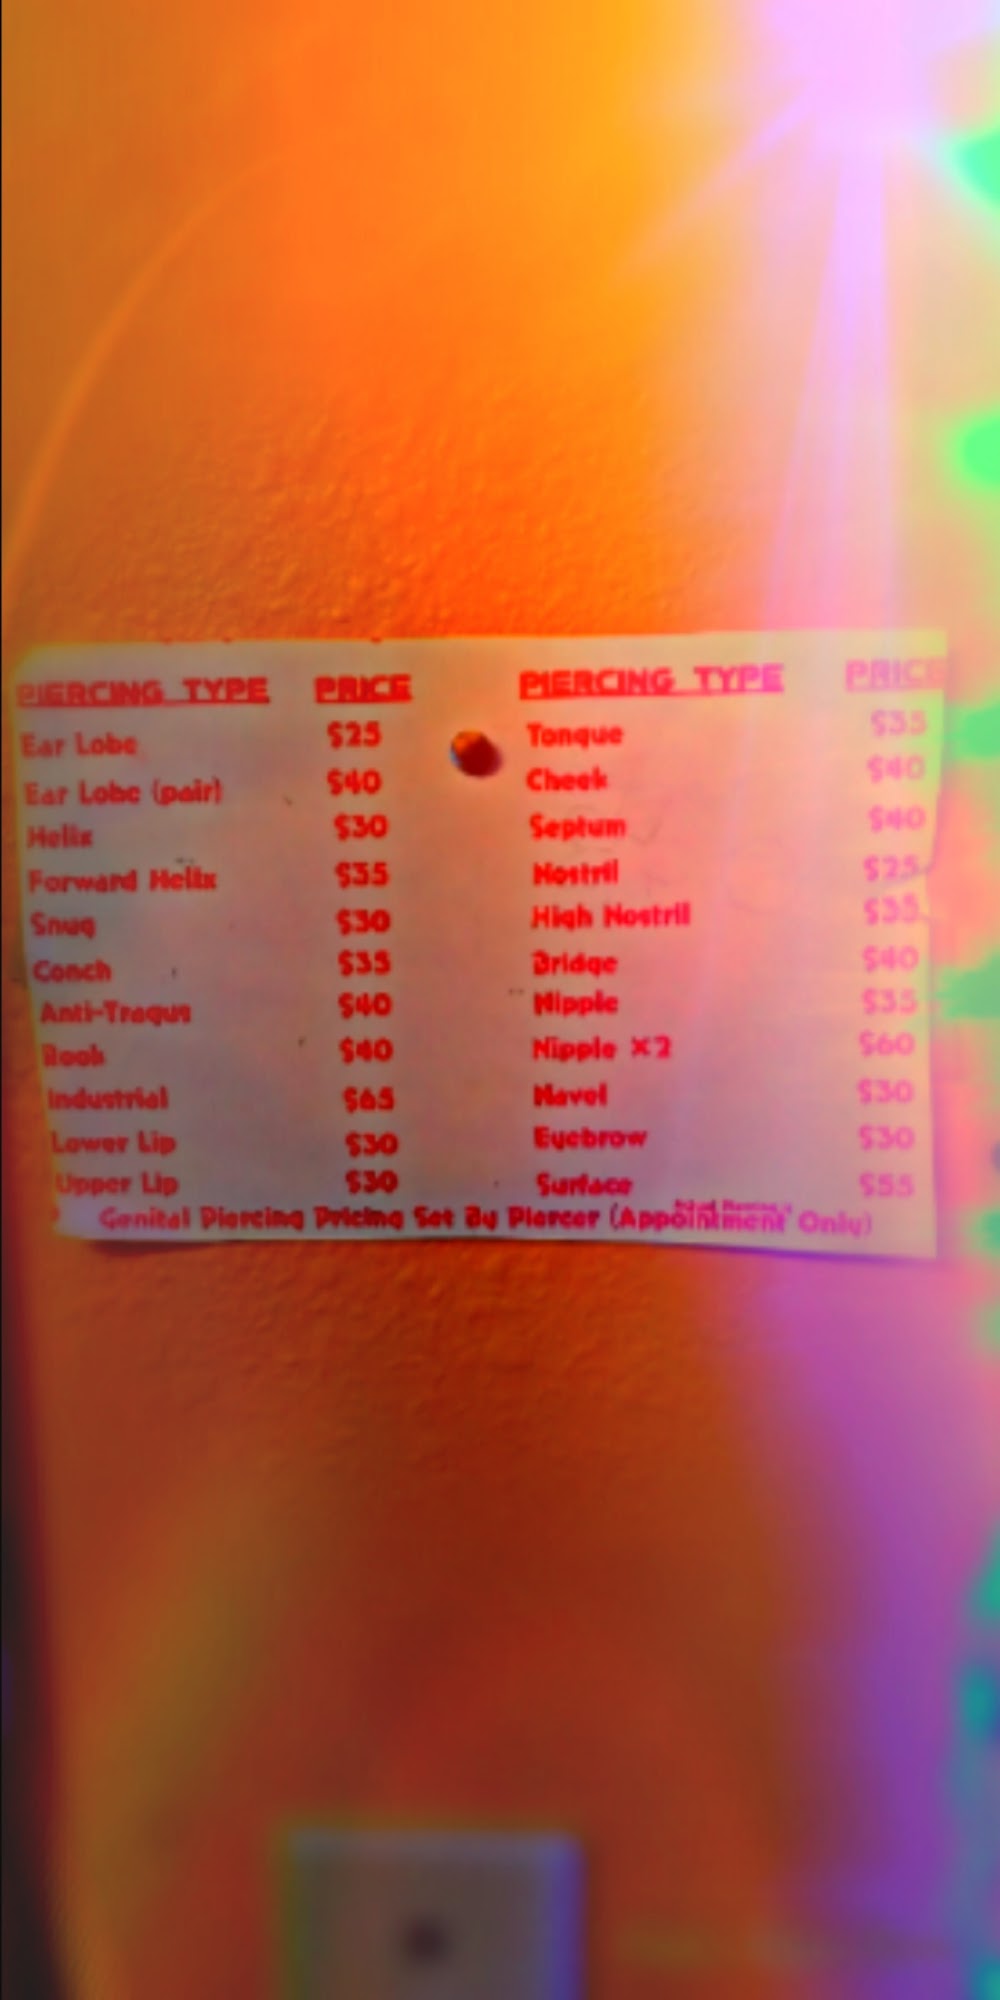 PIERCING TYPE PRICE PIERCING TYPE PRICE
Ear Lobe $25 Tongue $35
Ear Lobe (pair) $40 Cheek $40
Helix $30 Septum $40
Forward Helix $35 Nostril $25
Snug $30 High Nostril $35
Conch $35 Bridge $40
Anti-Tragus $40 Nipple $35
Rook $40 Nipple X2 $60
Industrial $65 Navel $30
Lower Lip $30 Eyebrow $30
Upper Lip $30 Surface $55
Genital Piercing Pricing Set By Piercer (Appointment Only)